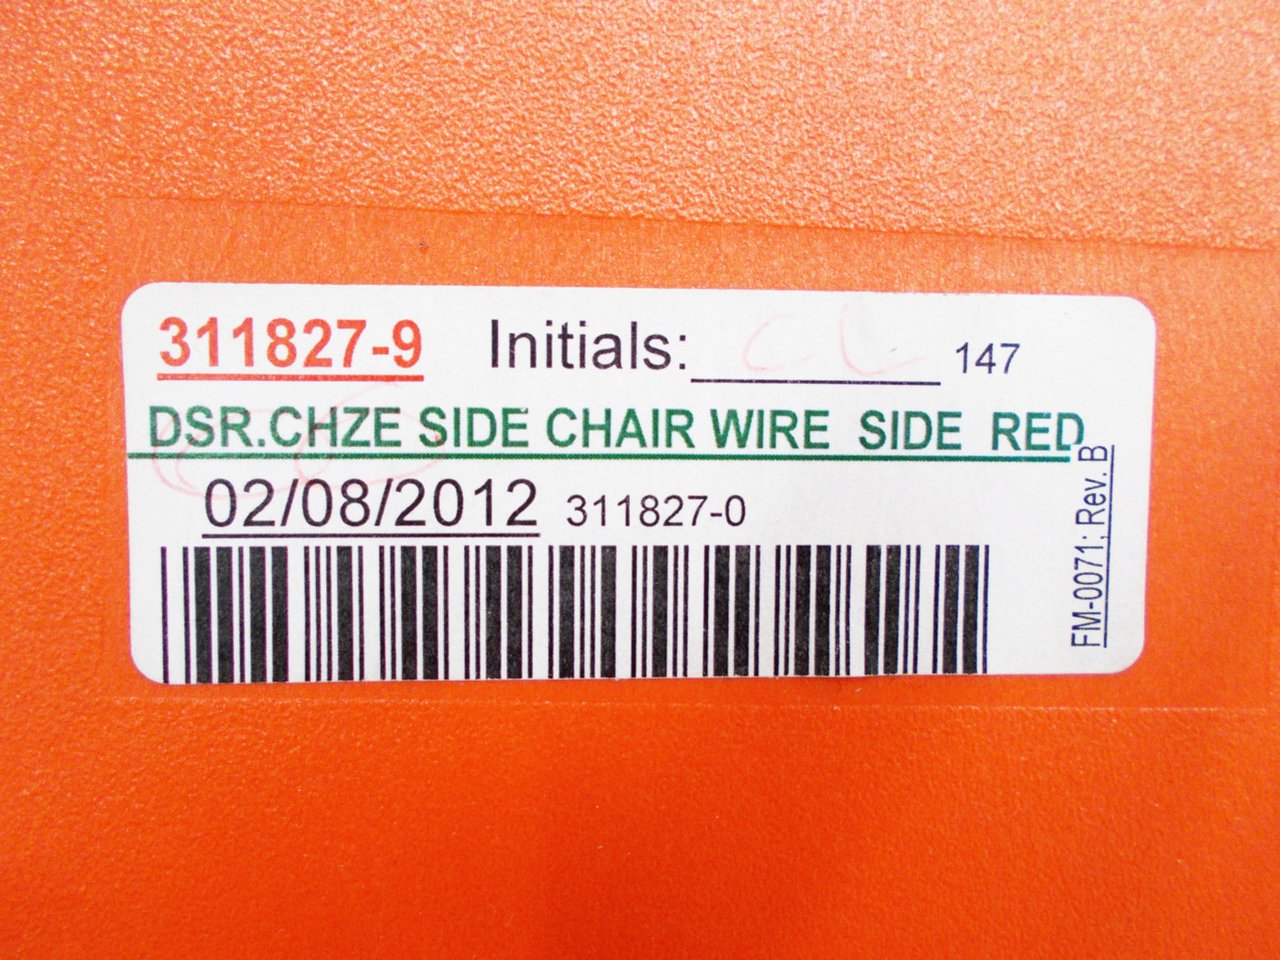 311827-9 Initials: C L 147
DSR.CHZE SIDE CHAIR WIRE SIDE RED
02/08/2012 311827-0
FM-0071; Rev. B